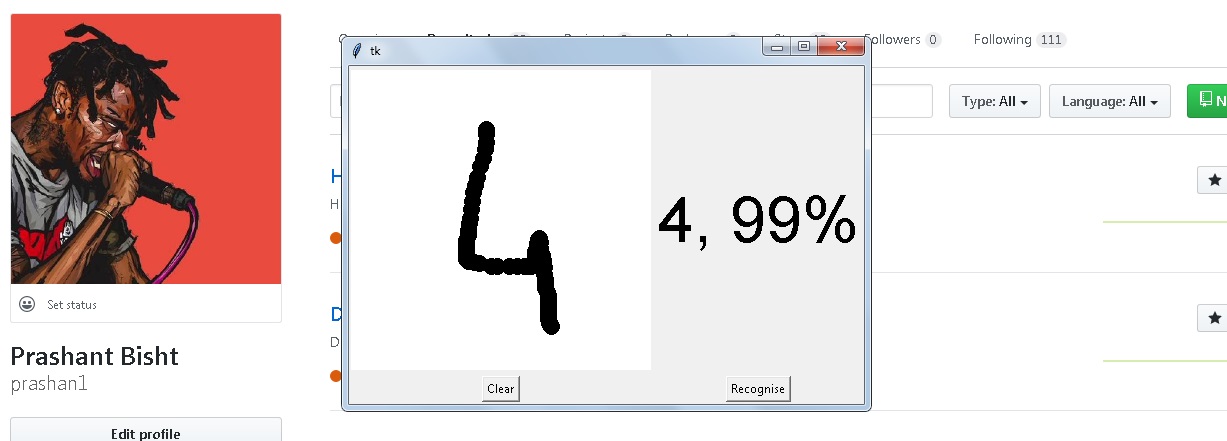 tk
Followers 0
Following 111
Type: All
Language: All
N
H
H
4
4, 99%
Set status
D
D
Prashant Bisht
prashan1
Clear
Recognise
Edit profile